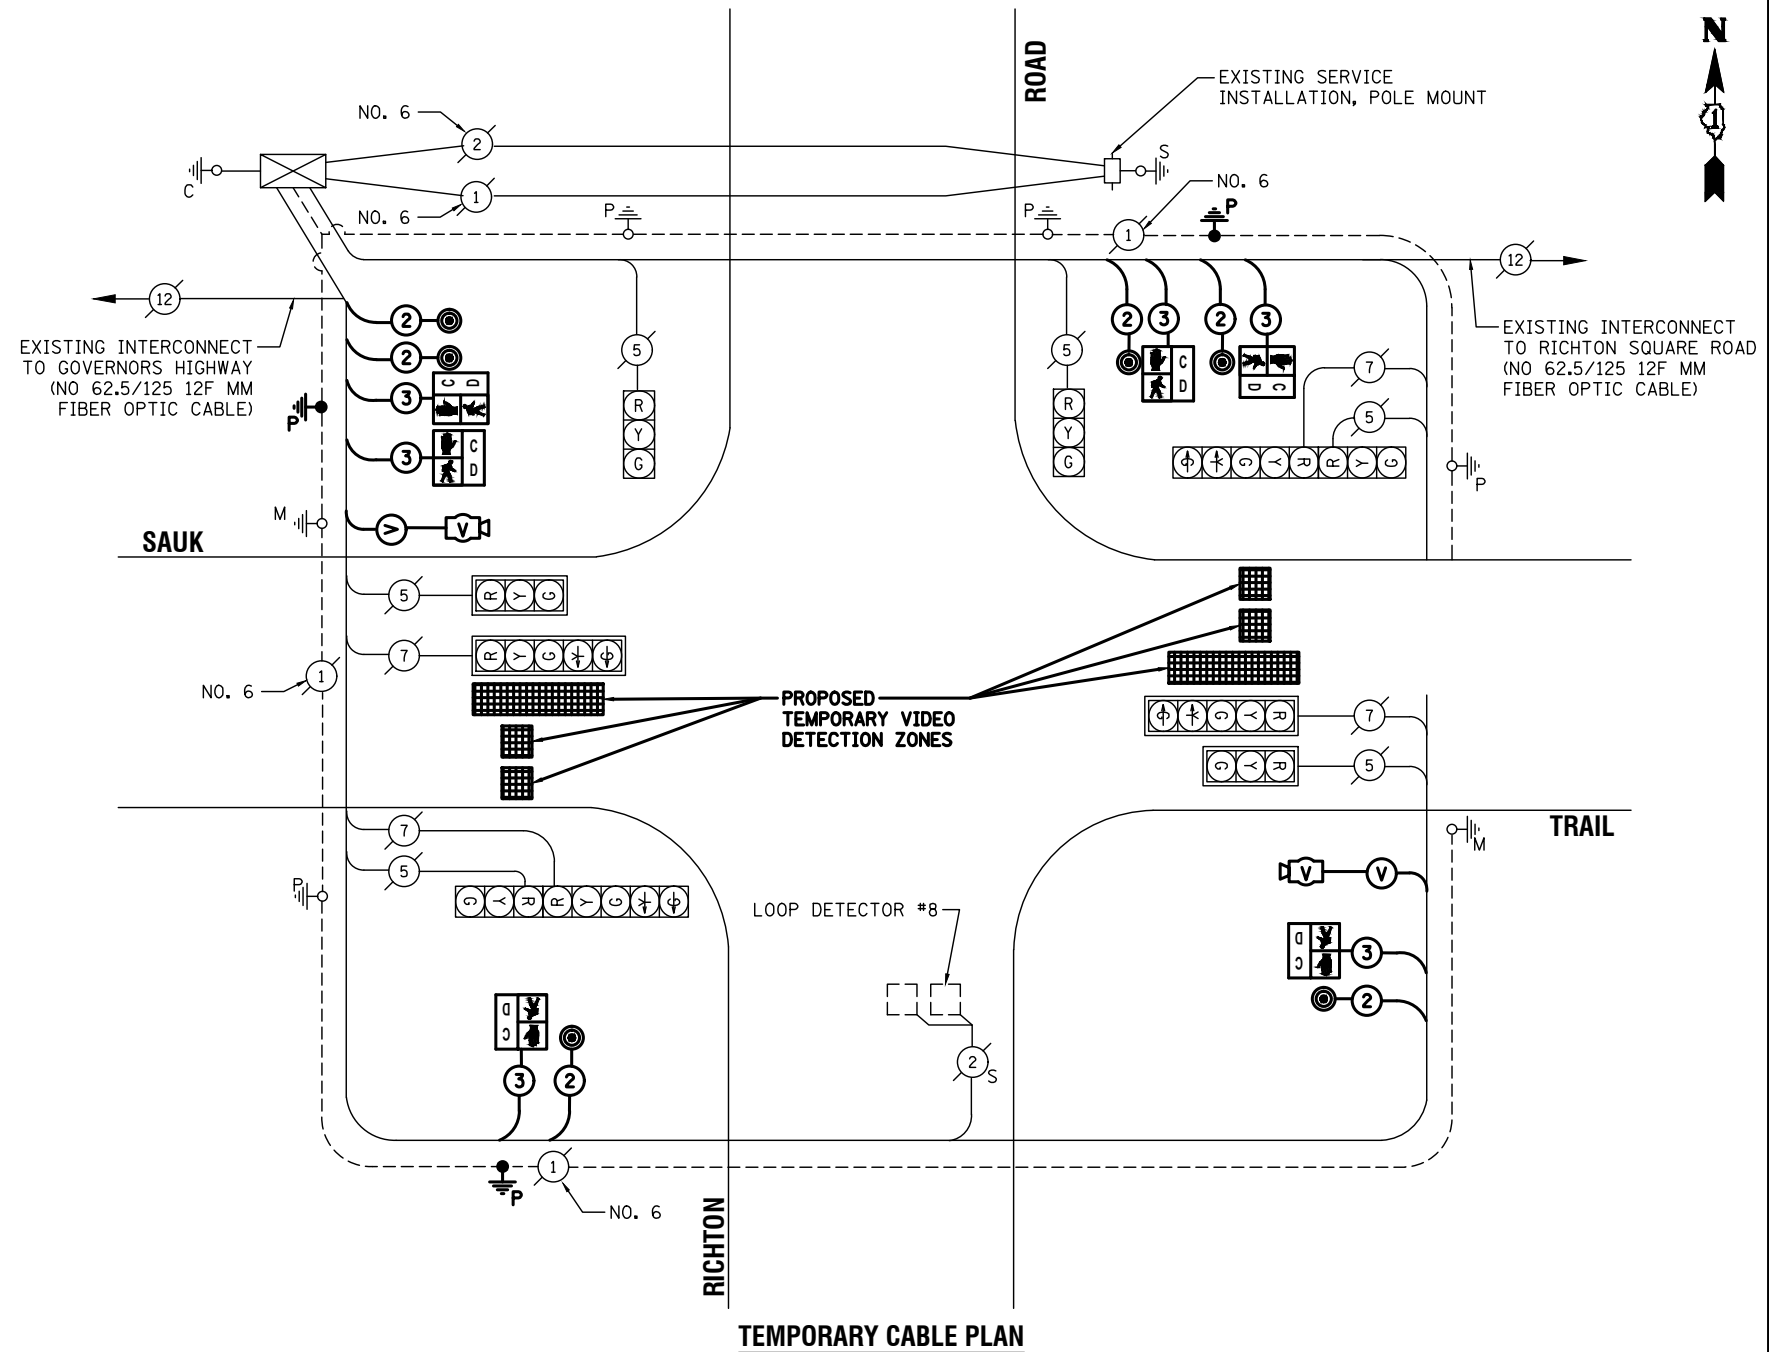 N
1
ROAD
EXISTING SERVICE
INSTALLATION, POLE MOUNT
NO. 6
2
C
S
1
NO. 6
NO. 6
P
P
1
P
12
12
EXISTING INTERCONNECT
TO GOVERNORS HIGHWAY
(NO 62.5/125 12F MM
FIBER OPTIC CABLE)
EXISTING INTERCONNECT
TO RICHTON SQUARE ROAD
(NO 62.5/125 12F MM
FIBER OPTIC CABLE)
2
2
3
C D
3
C
D
P
5
R
Y
G
5
R
Y
G
2
3
2
3
C
D
D C
7
5
G Y G Y R R Y G
P
M
V
V
SAUK
5
R Y G
7
R Y G Y G
NO. 6
1
PROPOSED
TEMPORARY VIDEO
DETECTION ZONES
G Y G Y R
7
G Y R
5
TRAIL
M
7
5
P
G Y R R Y G Y G
LOOP DETECTOR #8
V
V
D
C
3
2
D
C
3
2
2
S
P
1
NO. 6
RICHTON
TEMPORARY CABLE PLAN